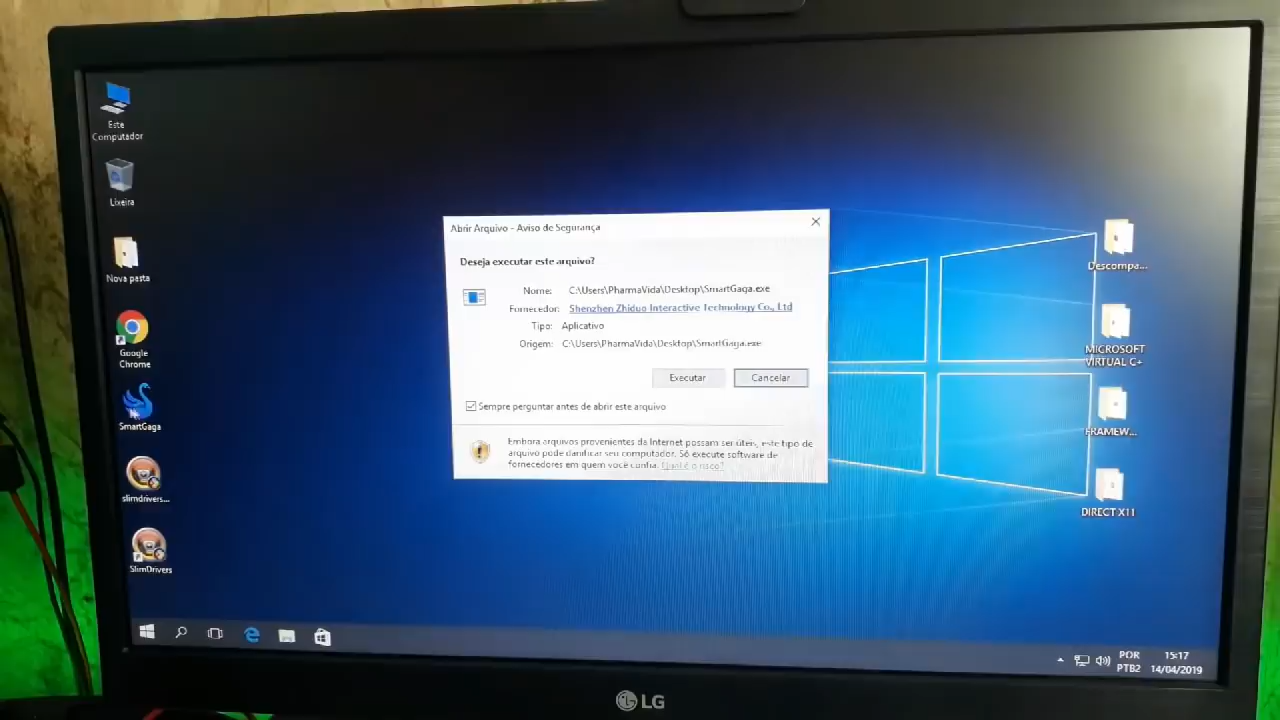 Este
Computador
Lixeira
Nova pasta
Google
Chrome
SmartGaga
slimdrivers...
SlimDrivers
Abrir Arquivo - Aviso de Segurança
Deseja executar este arquivo?
Nome: C:\Users\PharmaVida\Desktop\SmartGaga.exe
Fornecedor: Shenzhen Zhiduo Interactive Technology Co., Ltd
Tipo: Aplicativo
Origem: C:\Users\PharmaVida\Desktop\SmartGaga.exe
Executar Cancelar
Sempre perguntar antes de abrir este arquivo
Embora arquivos provenientes da Internet possam ser úteis, este tipo de
arquivo pode danificar seu computador. Só execute software de
fornecedores em quem você confia. Qual é o risco?
Descompa...
MICROSOFT
VIRTUAL C+
FRAMEW...
DIRECT X11
POR
PTB2
15:17
14/04/2019
LG